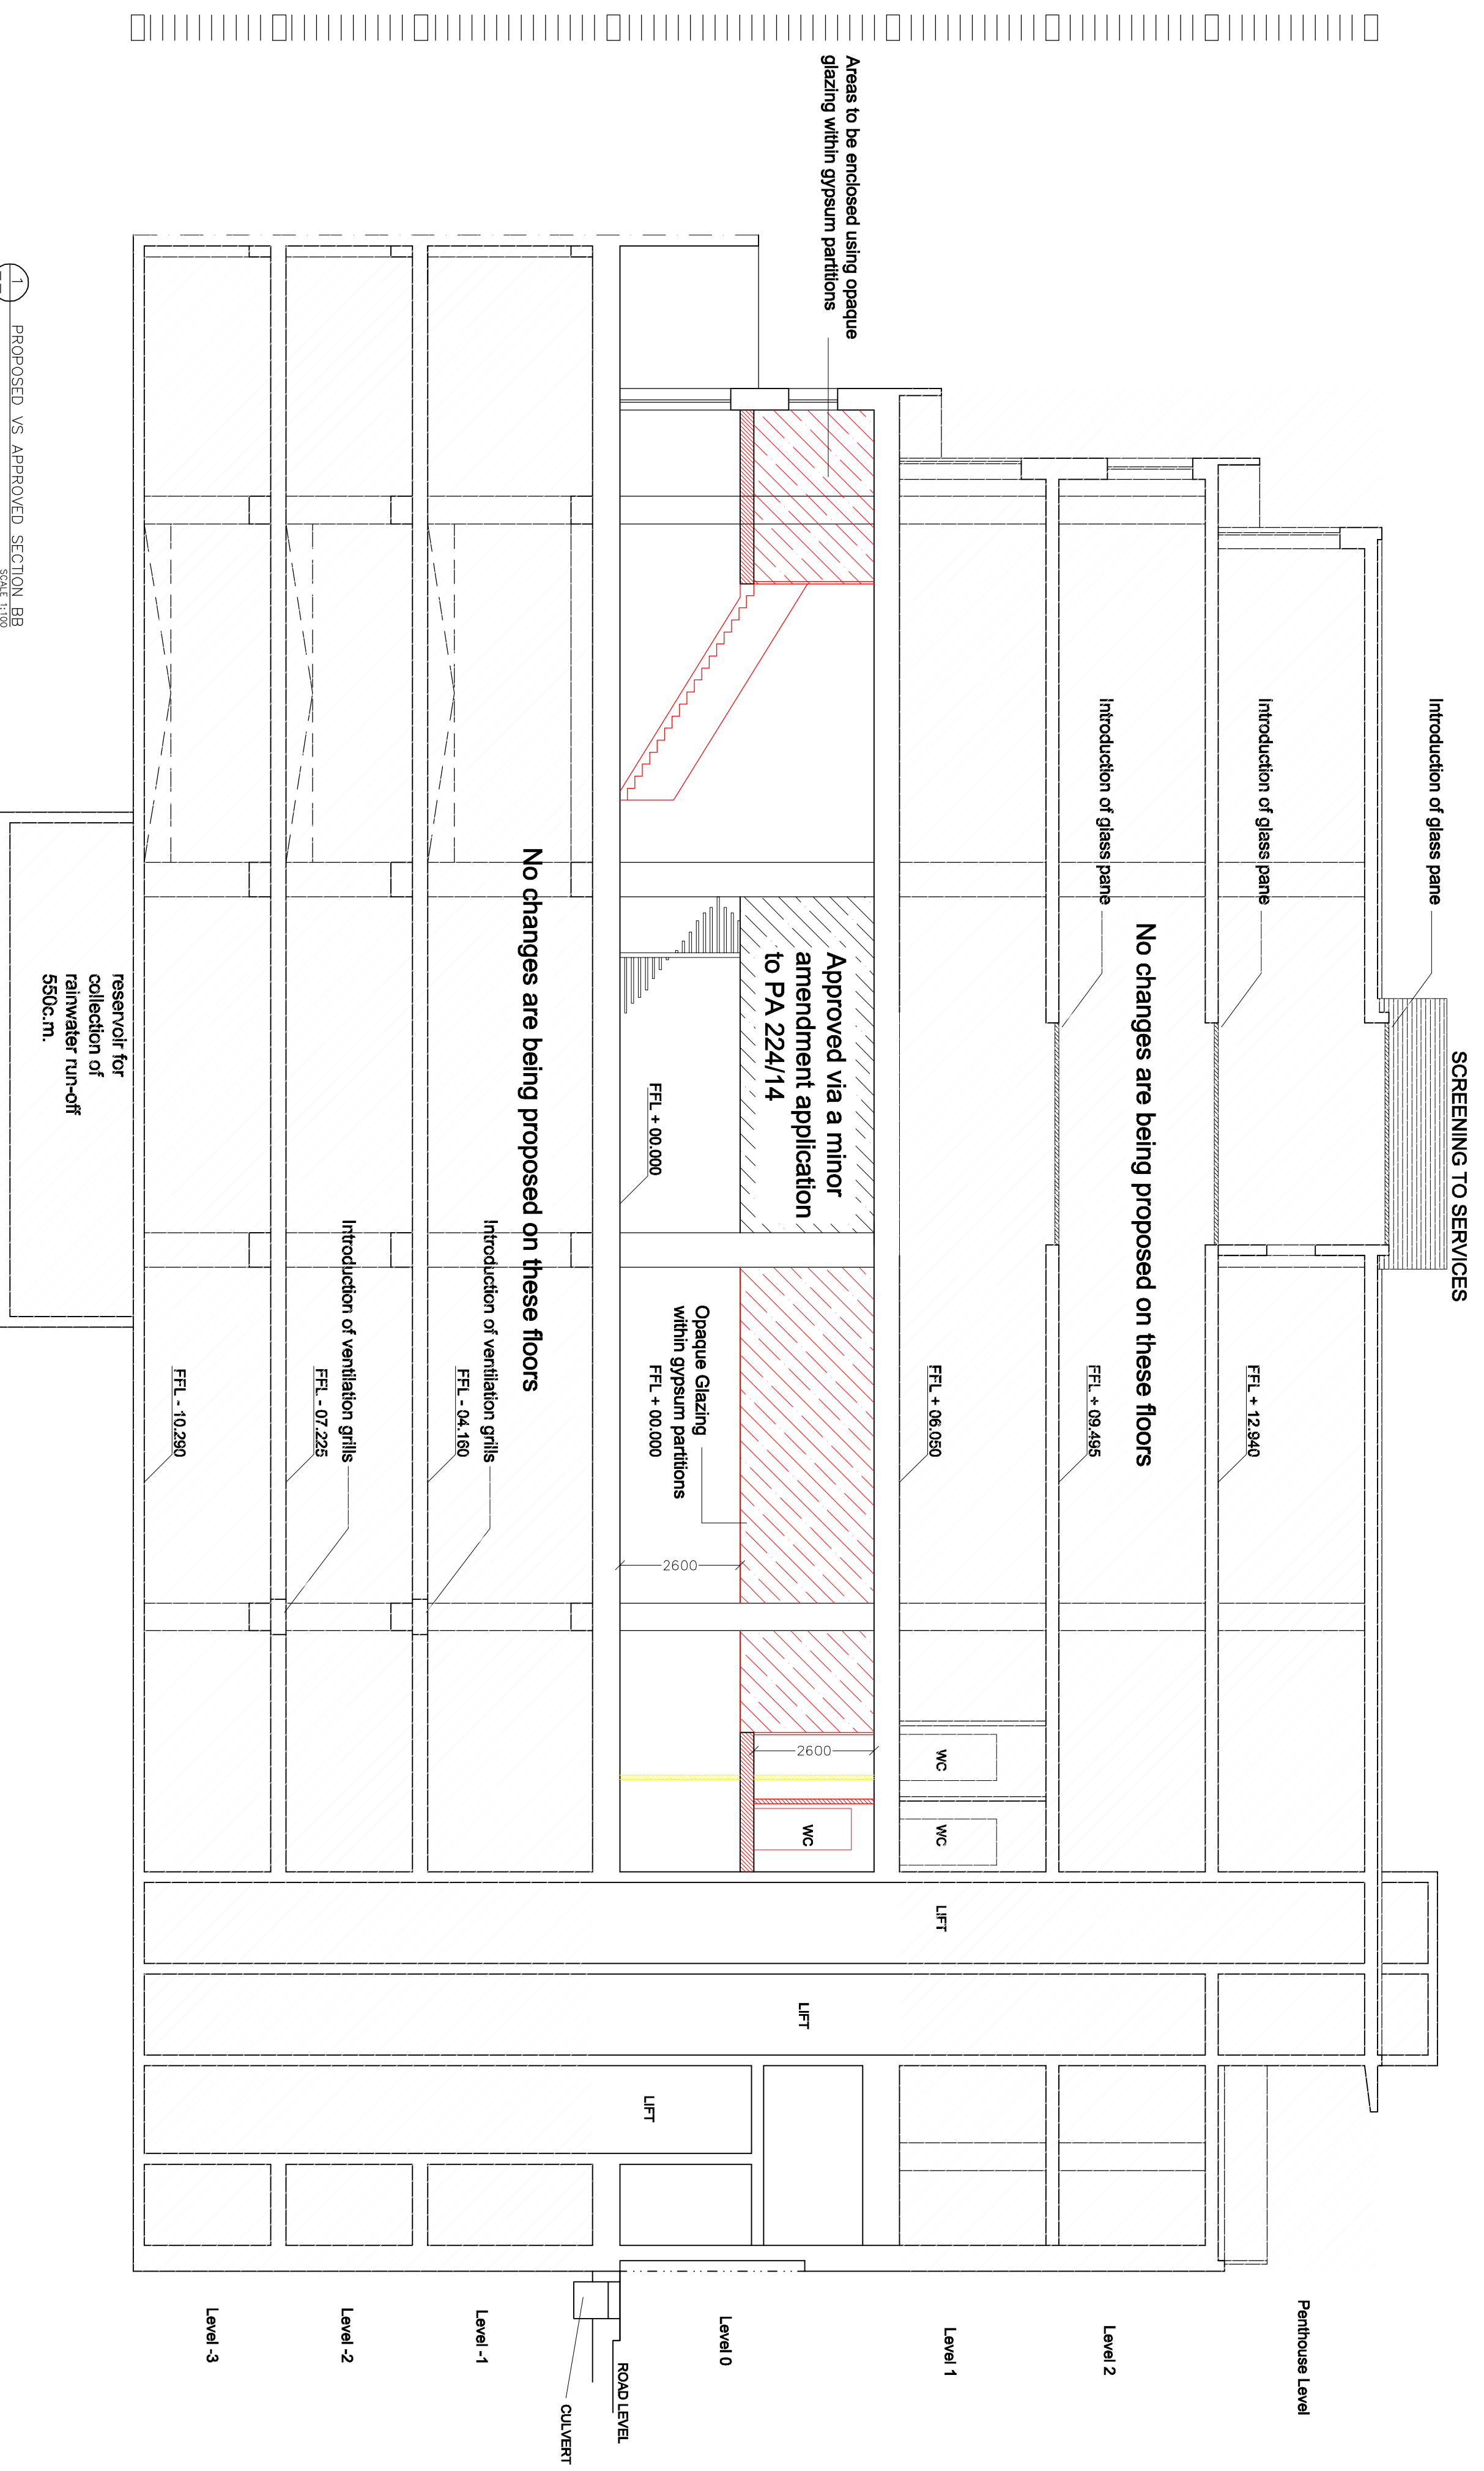 SCREENING TO SERVICES
Introduction of glass pane
Introduction of glass pane
Introduction of glass pane
Penthouse Level
FFL + 12.940
No changes are being proposed on these floors
Level 2
FFL + 09.495
WC
WC
LIFT
Level 1
FFL + 06.050
Areas to be enclosed using opaque
glazing within gypsum partitions
Approved via a minor
amendment application
to PA 224/14
2600
WC
LIFT
Opaque Glazing
within gypsum partitions
FFL + 00.000
FFL + 00.000
2600
LIFT
Level 0
ROAD LEVEL
CULVERT
No changes are being proposed on these floors
Introduction of ventilation grills
FFL - 04.160
Level -1
Introduction of ventilation grills
FFL - 07.225
Level -2
FFL - 10.290
Level -3
reservoir for
collection of
rainwater run-off
550c.m.
1
PROPOSED VS APPROVED SECTION BB
SCALE 1:100